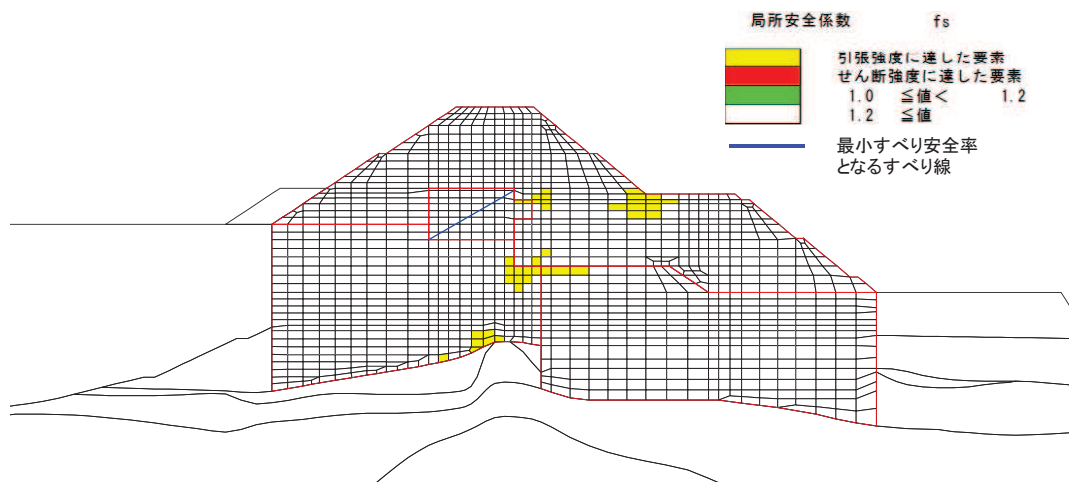 局所安全係数 fs
引張強度に達した要素
せん断強度に達した要素
1.0 ≦値< 1.2
1.2 ≦値
最小すべり安全率
となるすべり線